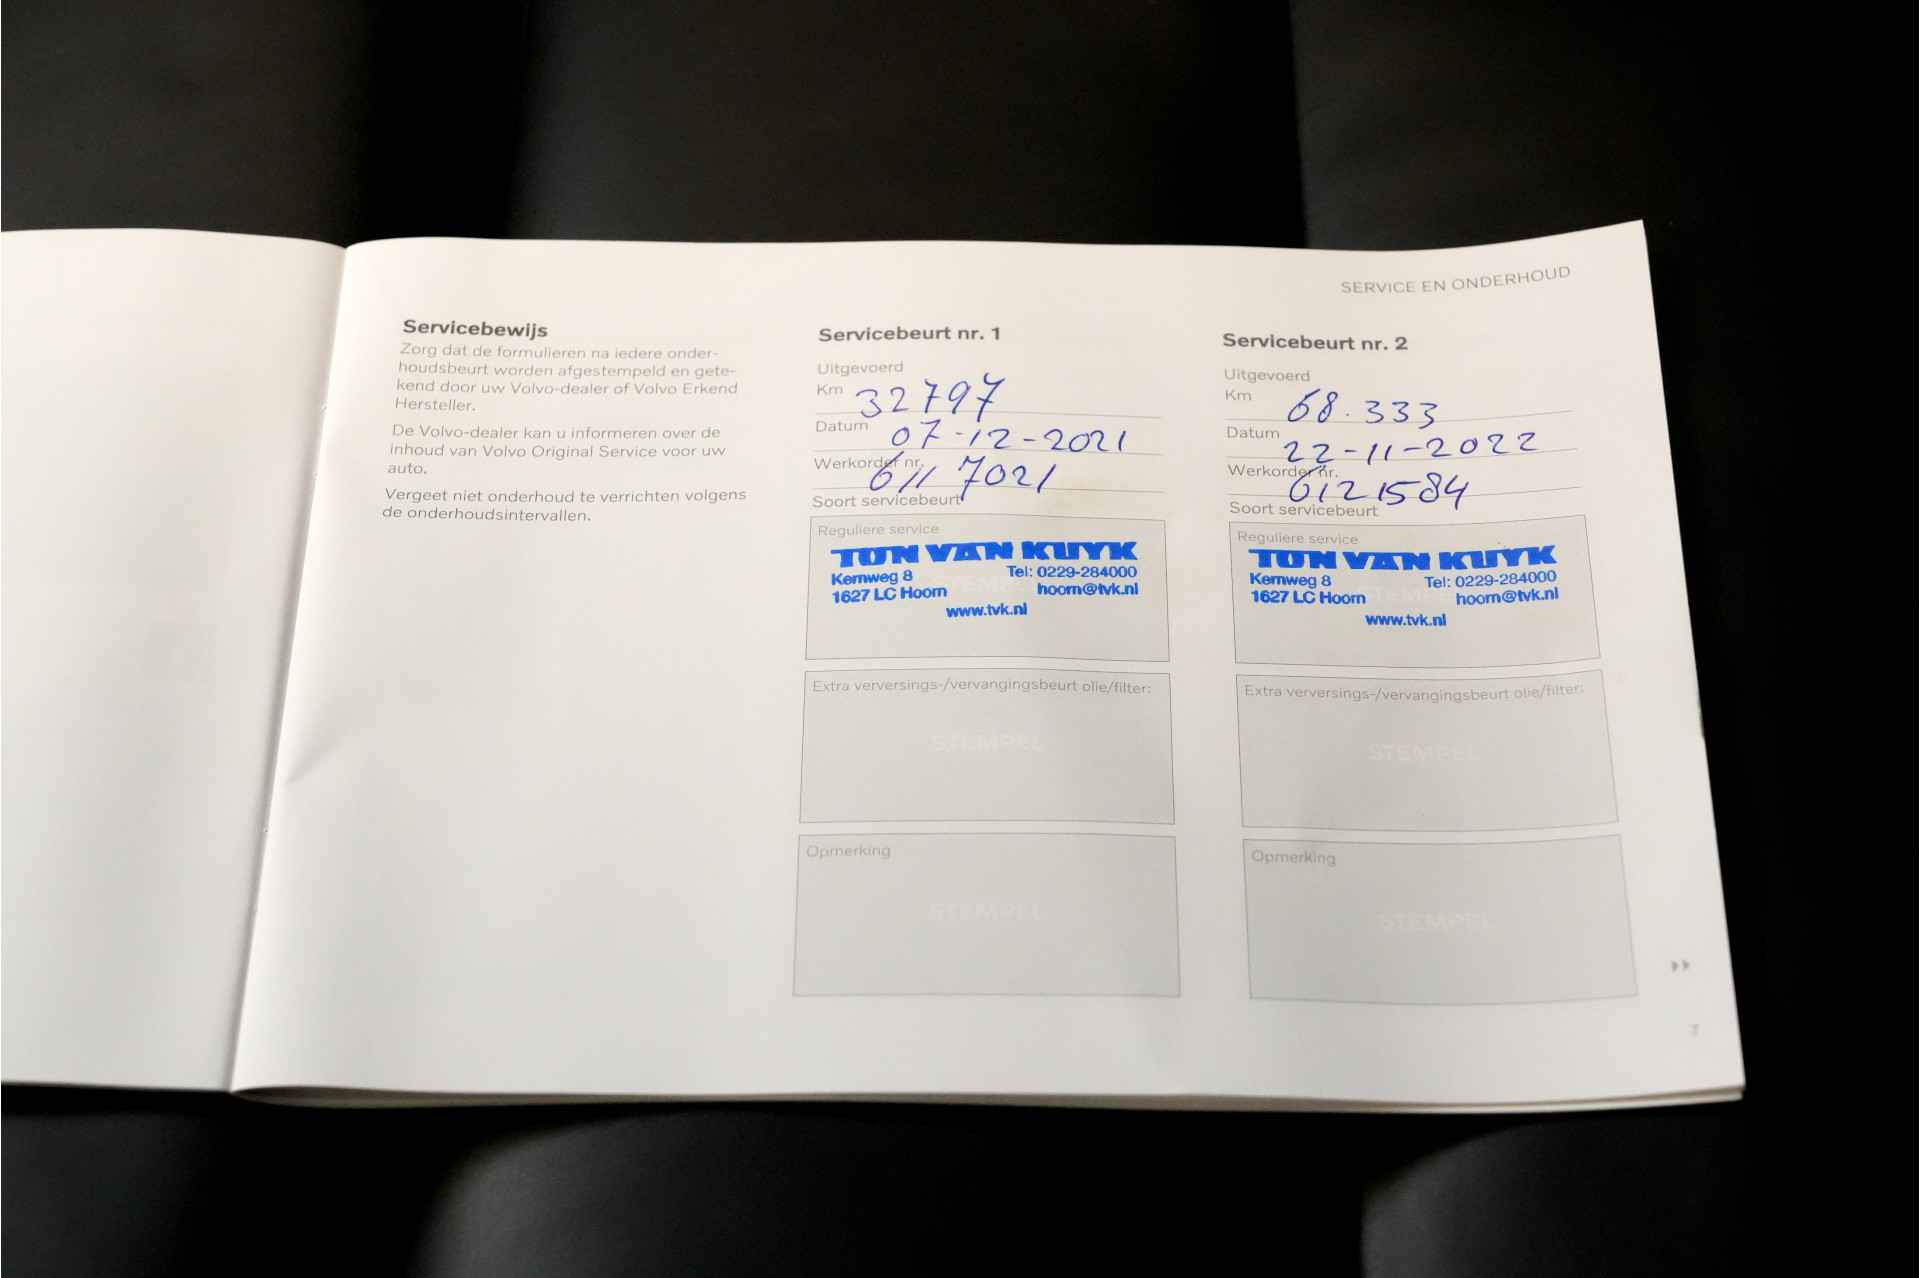 SERVICE EN ONDERHOUD
Servicebewijs
Zorg dat de formulieren na iedere onder-
houdsbeurt worden afgestempeld en gete-
kend door uw Volvo-dealer of Volvo Erkend
Hersteller.
De Volvo-dealer kan u informeren over de
inhoud van Volvo Original Service voor uw
auto.
Vergeet niet onderhoud te verrichten volgens
de onderhoudsintervallen.
Servicebeurt nr. 1
Uitgevoerd
Km 32797
Datum 07-12-2021
Werkorder nr. 6117021
Soort servicebeurt
Reguliere service
TON VAN KUYK
Kernweg 8 Tel: 0229-284000
1627 LC Hoorn hoorn@tvk.nl
www.tvk.nl
Extra verversings-/vervangingsbeurt olie/filter:
STEMPEL
Opmerking
STEMPEL
Servicebeurt nr. 2
Uitgevoerd
Km 68.333
Datum 22-11-2022
Werkorder nr. 6121584
Soort servicebeurt
Reguliere service
TON VAN KUYK
Kernweg 8 Tel: 0229-284000
1627 LC Hoorn hoorn@tvk.nl
www.tvk.nl
Extra verversings-/vervangingsbeurt olie/filter:
STEMPEL
Opmerking
STEMPEL
7